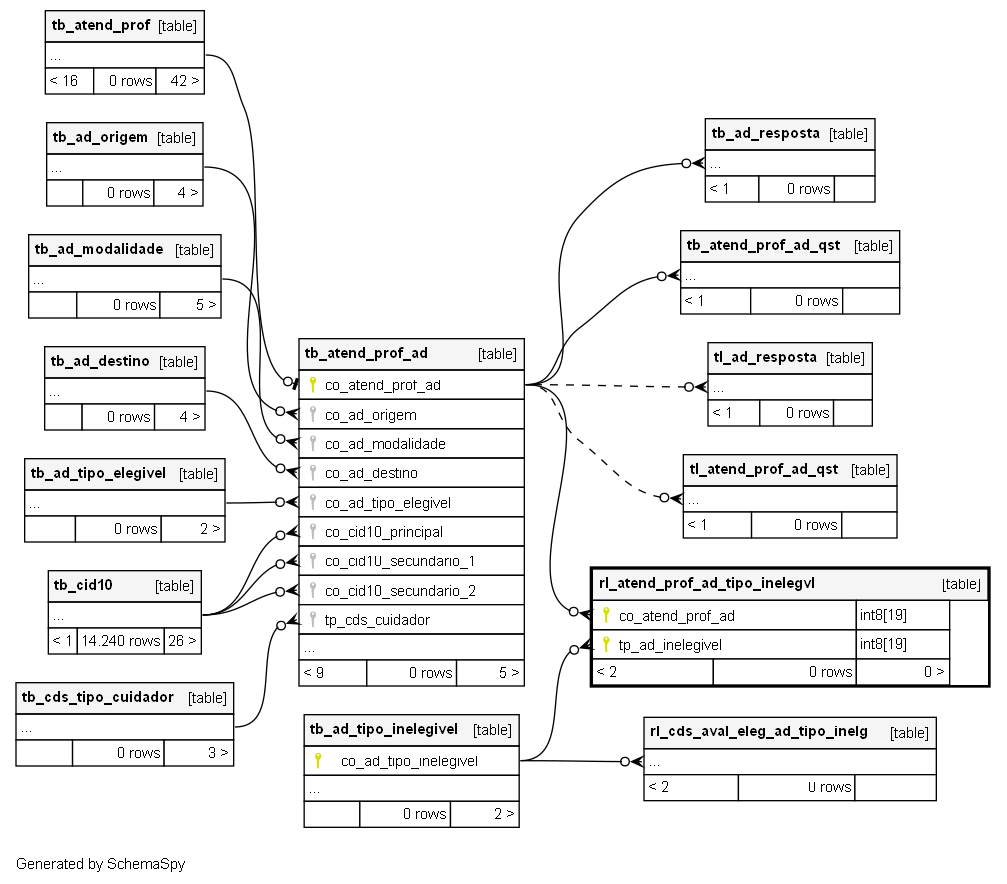 tb_atend_prof [table]
...
< 16 0 rows 42 >
tb_ad_origem [table]
...
0 rows 4 >
tb_ad_modalidade [table]
...
0 rows 5 >
tb_ad_destino [table]
...
0 rows 4 >
tb_ad_tipo_elegivel [table]
...
0 rows 2 >
tb_cid10 [table]
...
< 1 14.240 rows 26 >
tb_cds_tipo_cuidador [table]
...
0 rows 3 >
tb_atend_prof_ad [table]
co_atend_prof_ad
co_ad_origem
co_ad_modalidade
co_ad_destino
co_ad_tipo_elegivel
co_cid10_principal
co_cid10_secundario_1
co_cid10_secundario_2
tp_cds_cuidador
...
< 9 0 rows 5 >
tb_ad_tipo_inelegivel [table]
co_ad_tipo_inelegivel
...
0 rows 2 >
tb_ad_resposta [table]
...
< 1 0 rows
tb_atend_prof_ad_qst [table]
...
< 1 0 rows
tl_ad_resposta [table]
...
< 1 0 rows
tl_atend_prof_ad_qst [table]
...
< 1 0 rows
rl_atend_prof_ad_tipo_inelegvl [table]
co_atend_prof_ad int8[19]
tp_ad_inelegivel int8[19]
< 2 0 rows 0 >
rl_cds_aval_eleg_ad_tipo_inelg [table]
...
< 2 0 rows
Generated by SchemaSpy